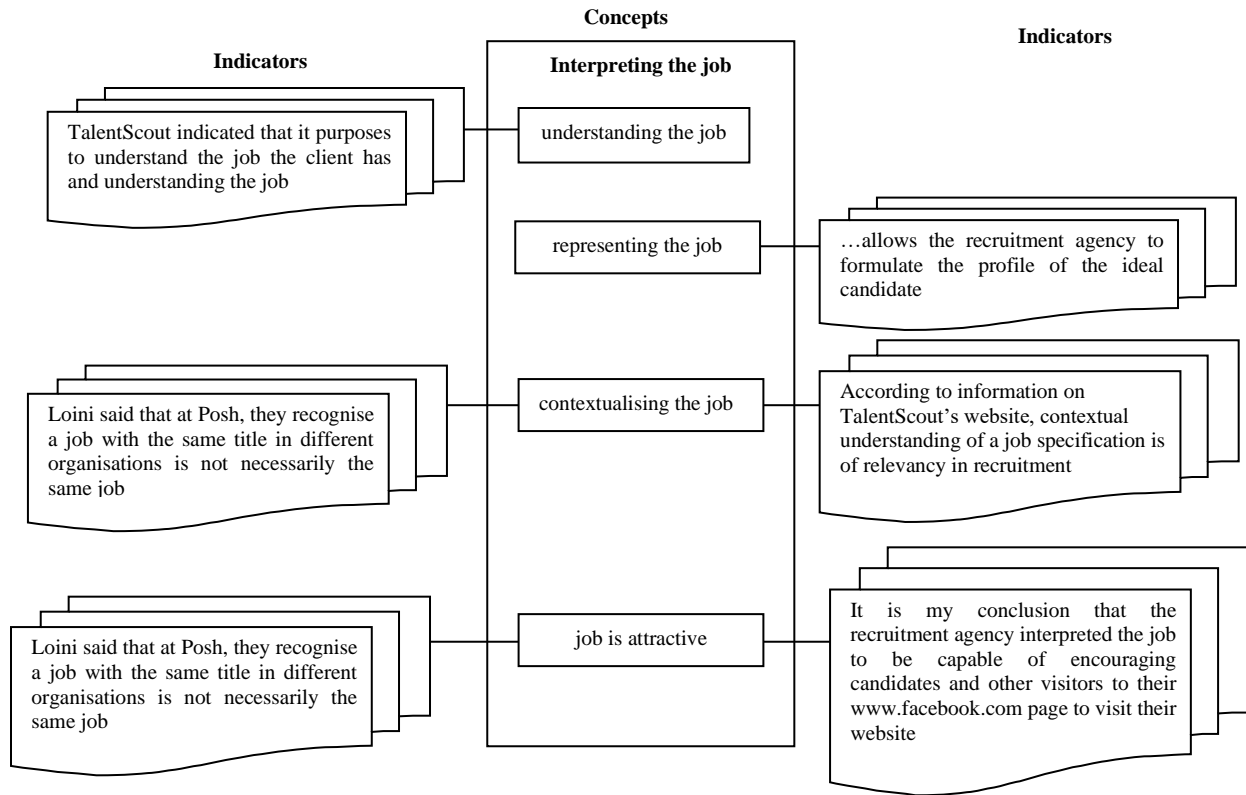 Concepts
Indicators
Indicators
Interpreting the job
TalentScout indicated that it purposes
to understand the job the client has
and understanding the job
understanding the job
representing the job
…allows the recruitment agency to
formulate the profile of the ideal
candidate
Loini said that at Posh, they recognise
a job with the same title in different
organisations is not necessarily the
same job
contextualising the job
According to information on
TalentScout's website, contextual
understanding of a job specification is
of relevancy in recruitment
Loini said that at Posh, they recognise
a job with the same title in different
organisations is not necessarily the
same job
job is attractive
It is my conclusion that the
recruitment agency interpreted the job
to be capable of encouraging
candidates and other visitors to their
www.facebook.com page to visit their
website